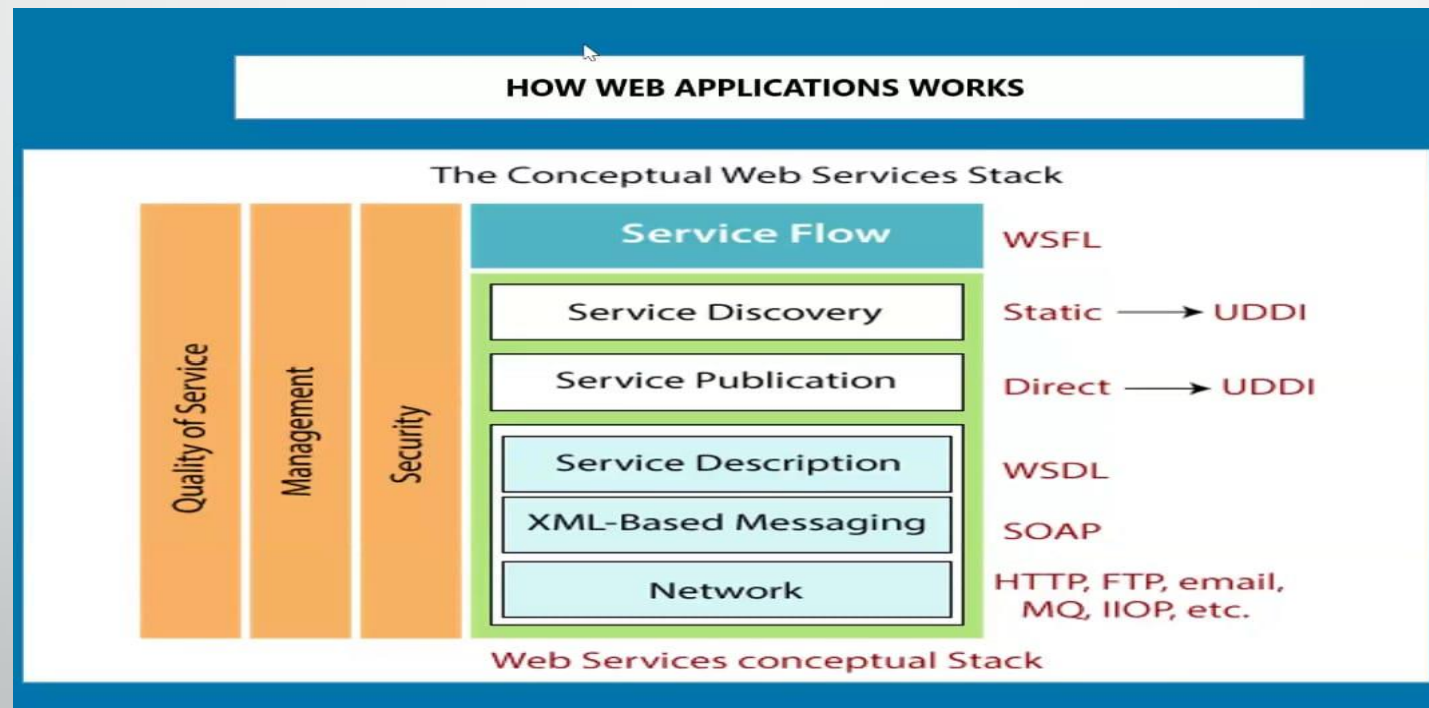 HOW WEB APPLICATIONS WORKS
The Conceptual Web Services Stack
Quality of Service
Management
Security
Service Flow
WSFL
Service Discovery
Static → UDDI
Service Publication
Direct → UDDI
Service Description
WSDL
XML-Based Messaging
SOAP
Network
HTTP, FTP, email,
MQ, IIOP, etc.
Web Services conceptual Stack